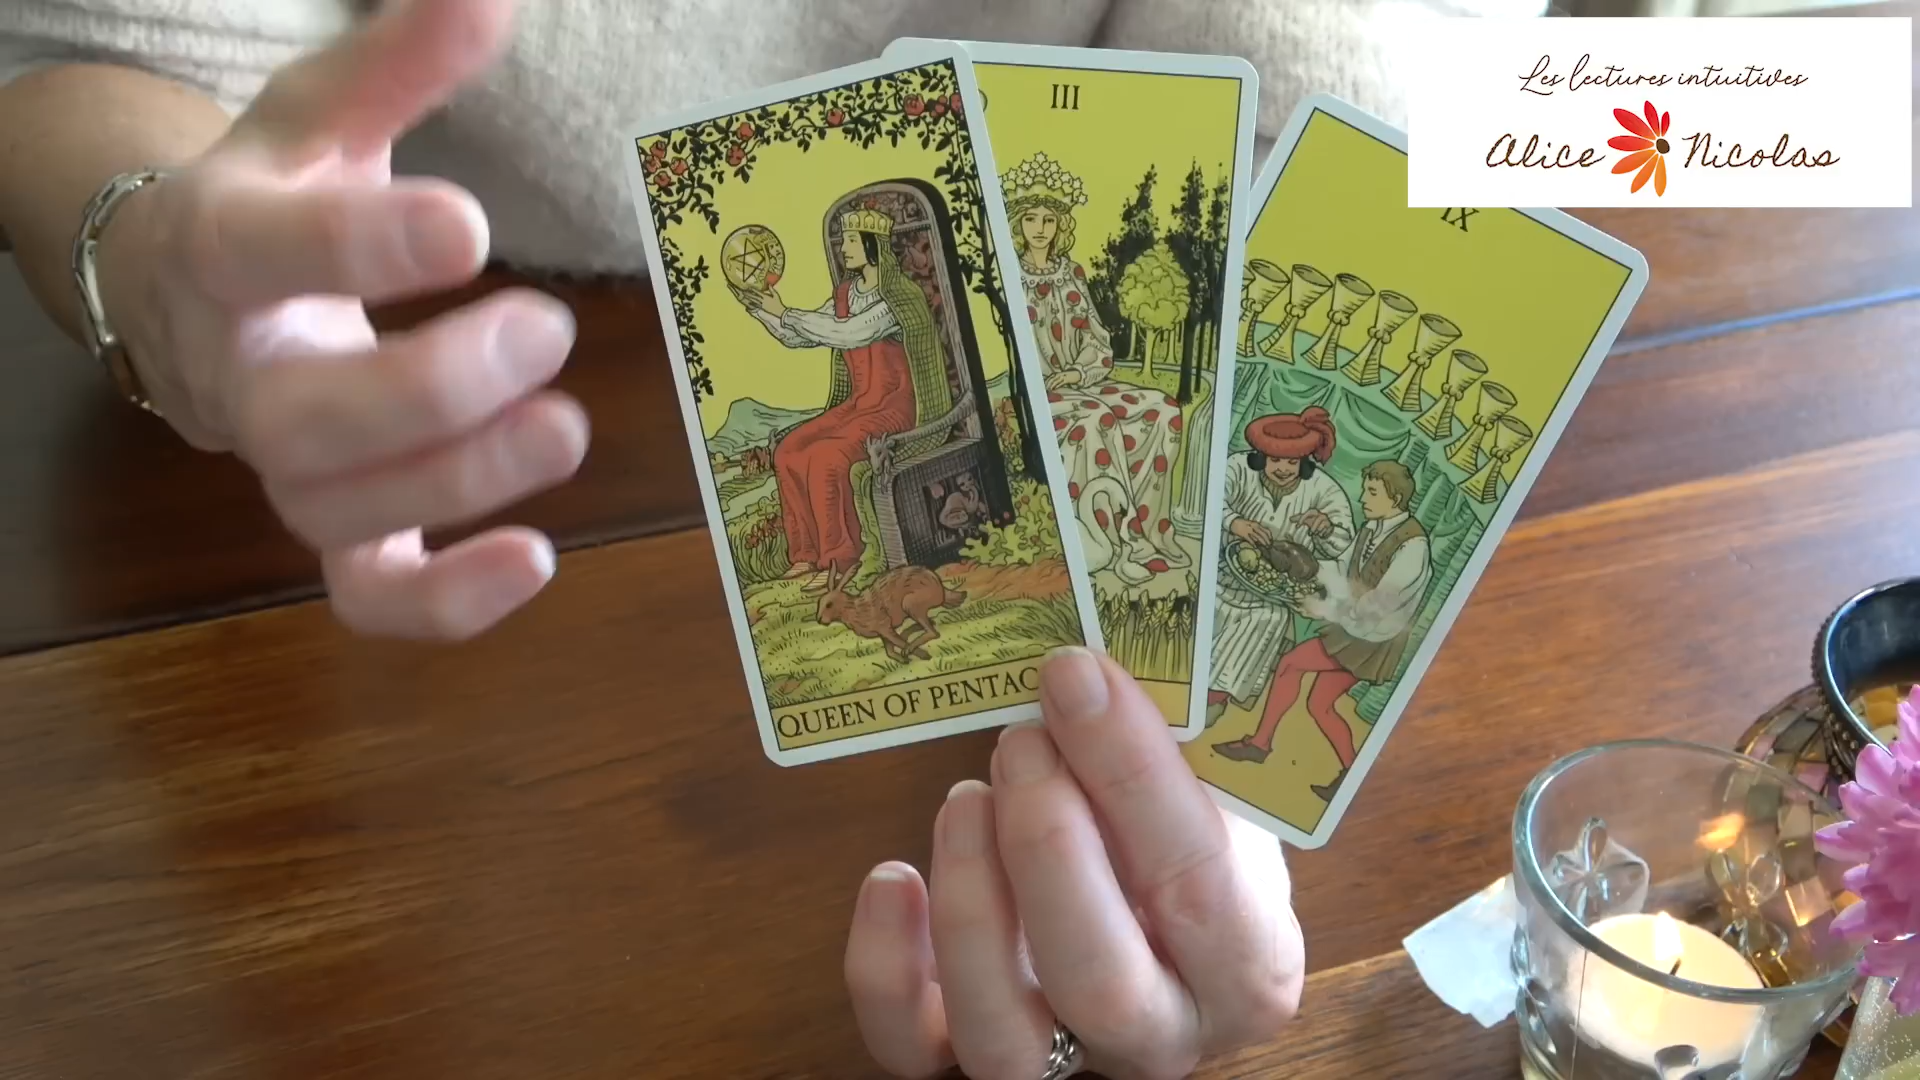 Les lectures intuitives
Alice Nicolas
III
IX
QUEEN OF PENTAC